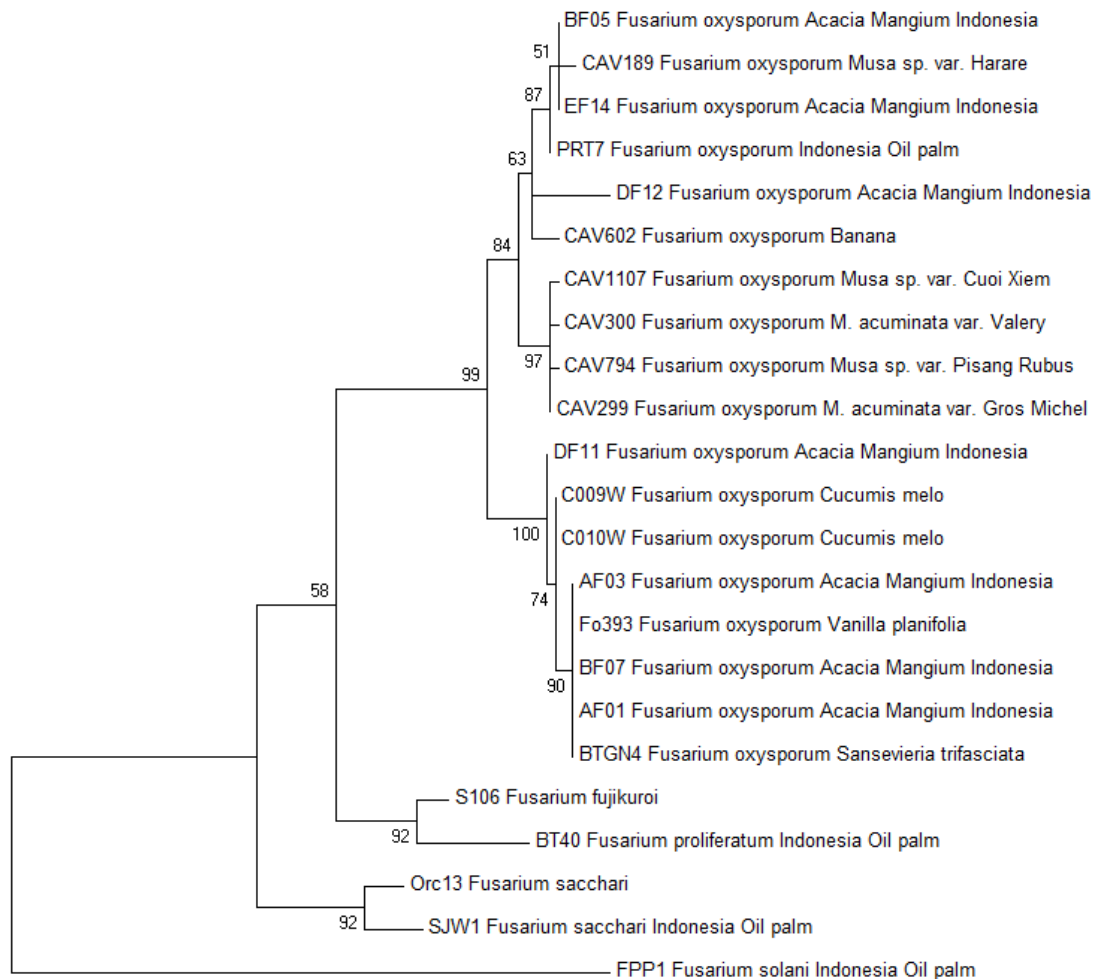 BF05 Fusarium oxysporum Acacia Mangium Indonesia
51
CAV189 Fusarium oxysporum Musa sp. var. Harare
87
EF14 Fusarium oxysporum Acacia Mangium Indonesia
PRT7 Fusarium oxysporum Indonesia Oil palm
63
DF12 Fusarium oxysporum Acacia Mangium Indonesia
CAV602 Fusarium oxysporum Banana
84
CAV1107 Fusarium oxysporum Musa sp. var. Cuoi Xiem
CAV300 Fusarium oxysporum M. acuminata var. Valery
97
CAV794 Fusarium oxysporum Musa sp. var. Pisang Rubus
99
CAV299 Fusarium oxysporum M. acuminata var. Gros Michel
DF11 Fusarium oxysporum Acacia Mangium Indonesia
C009W Fusarium oxysporum Cucumis melo
100
C010W Fusarium oxysporum Cucumis melo
AF03 Fusarium oxysporum Acacia Mangium Indonesia
58
74
Fo393 Fusarium oxysporum Vanilla planifolia
BF07 Fusarium oxysporum Acacia Mangium Indonesia
90
AF01 Fusarium oxysporum Acacia Mangium Indonesia
BTGN4 Fusarium oxysporum Sansevieria trifasciata
S106 Fusarium fujikuroi
92
BT40 Fusarium proliferatum Indonesia Oil palm
Orc13 Fusarium sacchari
92
SJW1 Fusarium sacchari Indonesia Oil palm
FPP1 Fusarium solani Indonesia Oil palm